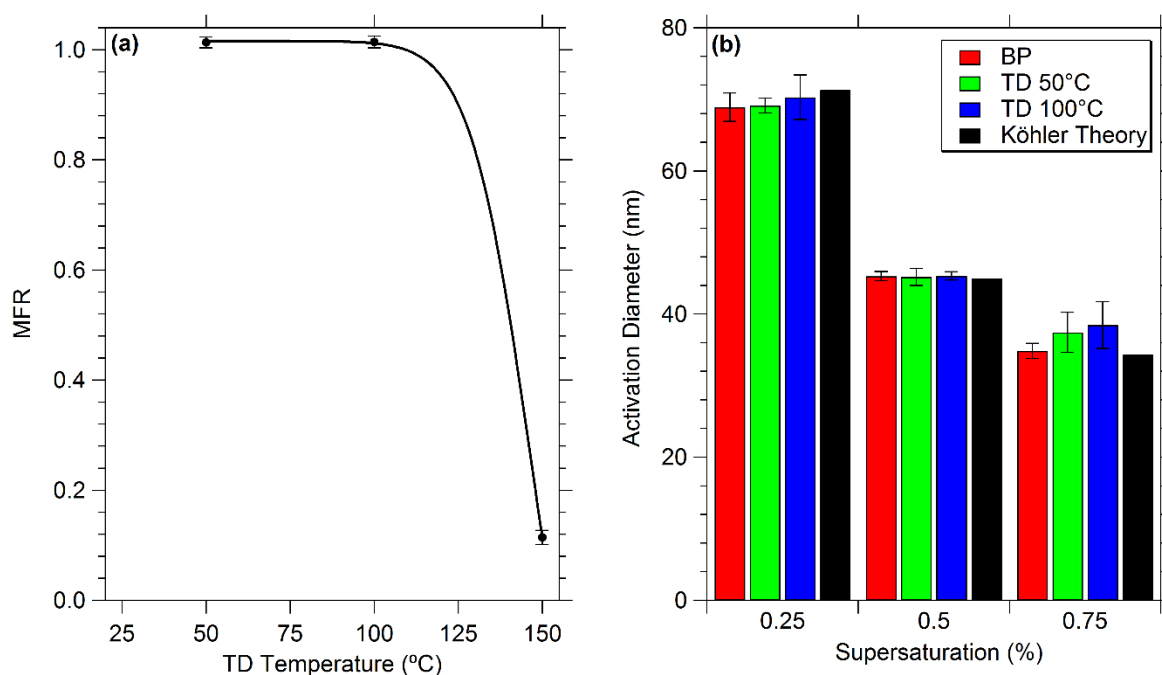 (a)
1.0
0.8
0.6
0.4
0.2
0.0
MFR
25 50 75 100 125 150
TD Temperature (ºC)
(b)
BP
TD 50°C
TD 100°C
Köhler Theory
80
60
40
20
0
Activation Diameter (nm)
0.25 0.5 0.75
Supersaturation (%)